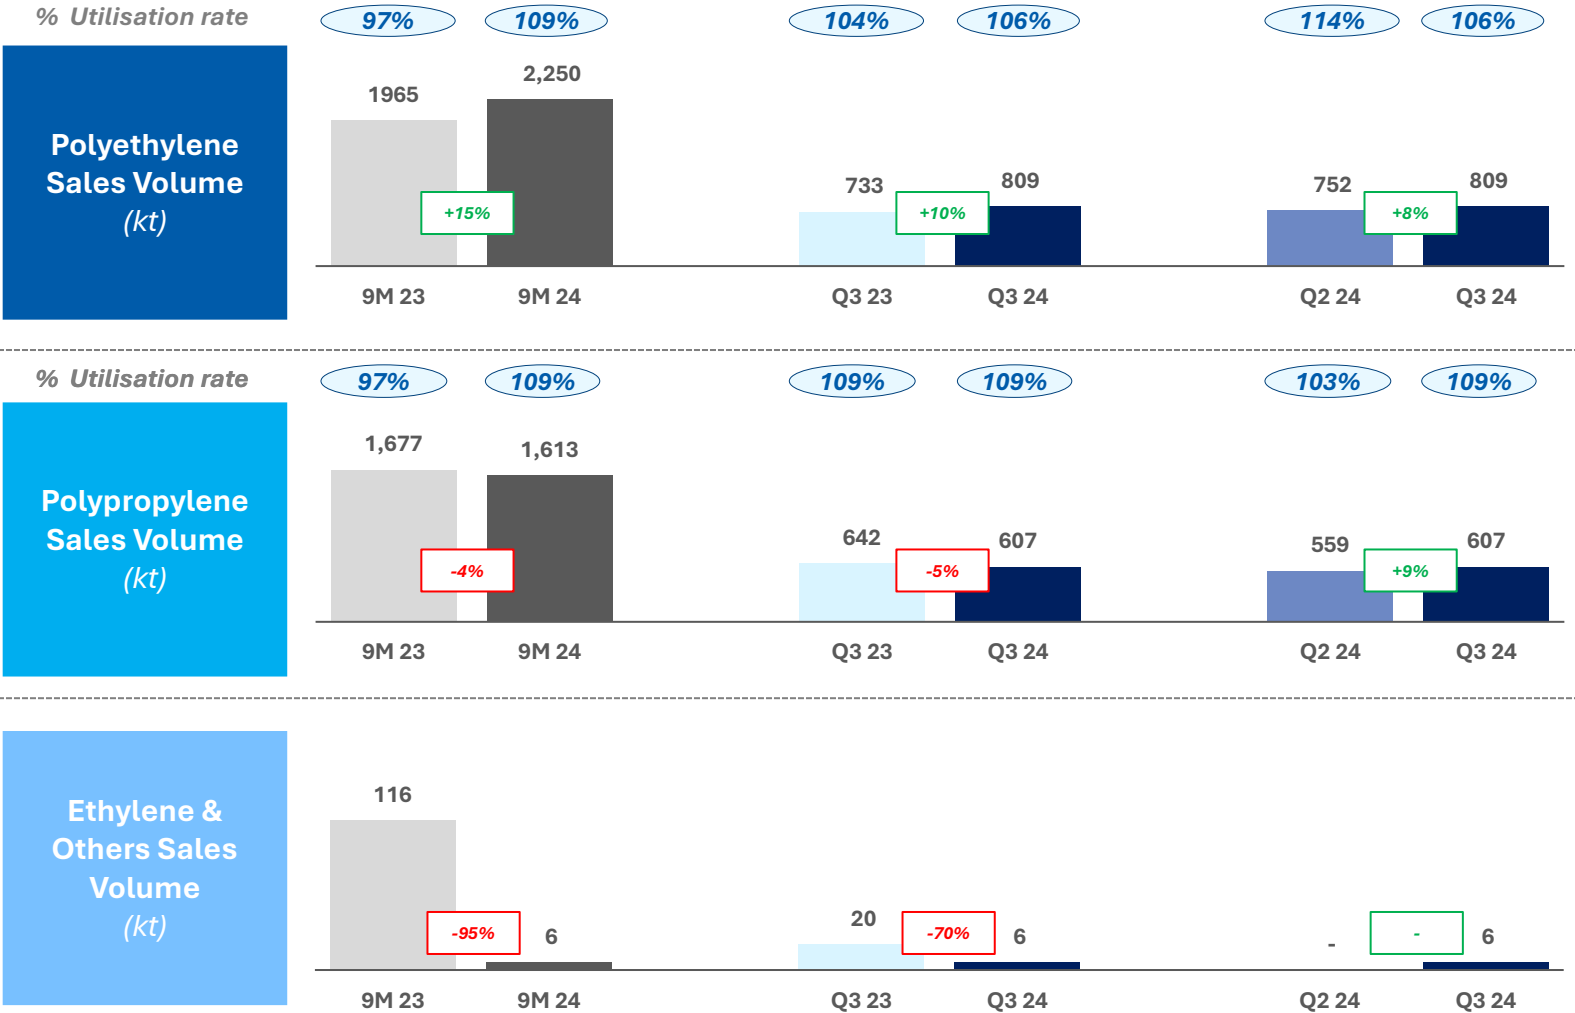 % Utilisation rate
97%
109%
104%
106%
114%
106%
Polyethylene
Sales Volume
(kt)
1965
2,250
+15%
9M 23
9M 24
733
809
+10%
Q3 23
Q3 24
752
809
+8%
Q2 24
Q3 24
% Utilisation rate
97%
109%
109%
109%
103%
109%
Polypropylene
Sales Volume
(kt)
1,677
1,613
-4%
9M 23
9M 24
642
607
-5%
Q3 23
Q3 24
559
607
+9%
Q2 24
Q3 24
Ethylene &
Others Sales
Volume
(kt)
116
6
-95%
9M 23
9M 24
20
6
-70%
Q3 23
Q3 24
-
6
-
Q2 24
Q3 24